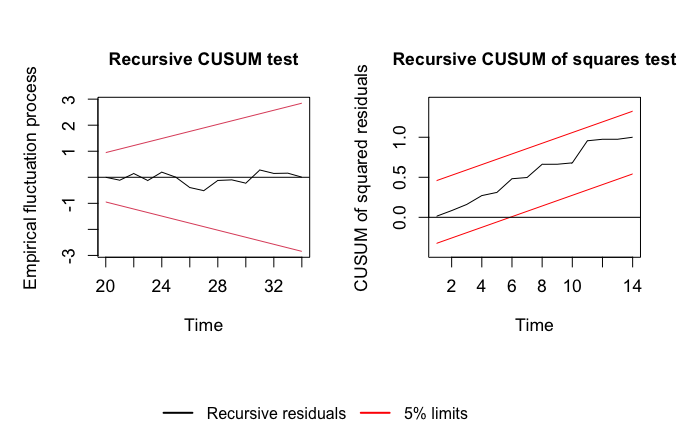 Recursive CUSUM test
Empirical fluctuation process
3
2
1
-1
-3
20 24 28 32
Time
Recursive CUSUM of squares test
CUSUM of squared residuals
1.0
0.5
0.0
2 4 6 8 10 14
Time
Recursive residuals 5% limits